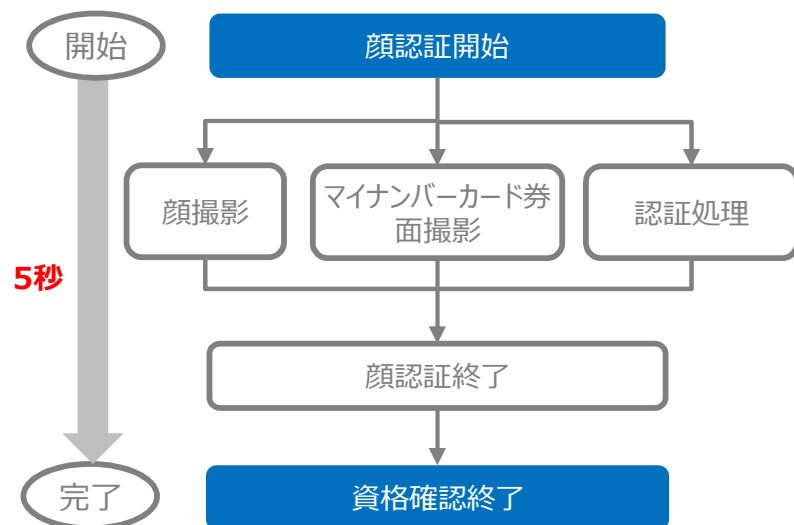 開始
顔認証開始
顔撮影
マイナンバーカード券
面撮影
認証処理
5秒
顔認証終了
完了
資格確認終了